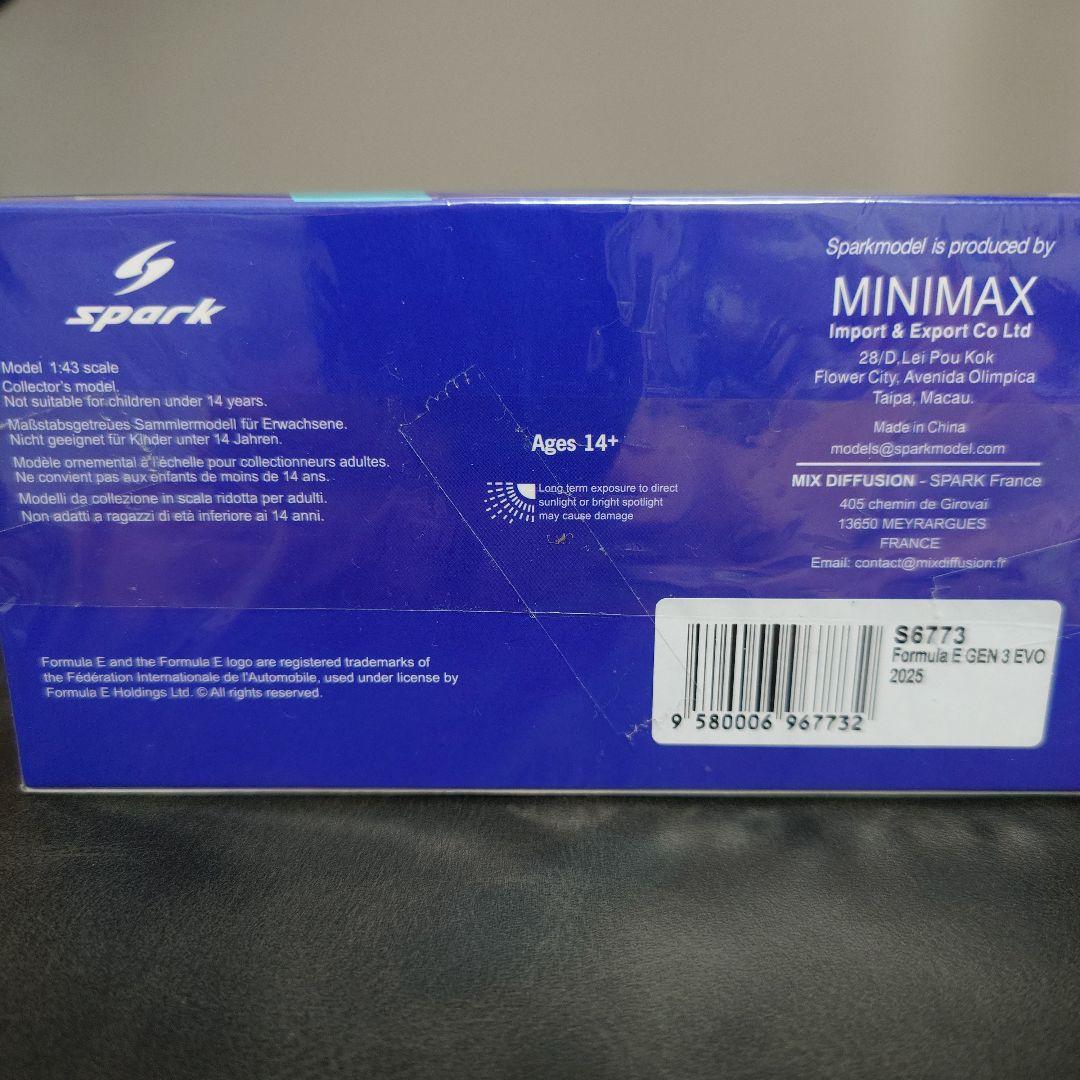 spark
Model 1:43 scale
Collector's model.
Not suitable for children under 14 years.
Maßstabsgetreues Sammlermodell für Erwachsene.
Nicht geeignet für Kinder unter 14 Jahren.
Modèle ornemental à l'échelle pour collectionneurs adultes.
Ne convient pas aux enfants de moins de 14 ans.
Modelli da collezione in scala ridotta per adulti.
Non adatti a ragazzi di età inferiore ai 14 anni.
Formula E and the Formula E logo are registered trademarks of
the Fédération Internationale de l'Automobile, used under license by
Formula E Holdings Ltd. © All rights reserved.
Ages 14+
Long term exposure to direct
sunlight or bright spotlight
may cause damage
Sparkmodel is produced by
MINIMAX
Import & Export Co Ltd
28/D, Lei Pou Kok
Flower City, Avenida Olimpica
Taipa, Macau.
Made in China
models@sparkmodel.com
MIX DIFFUSION - SPARK France
405 chemin de Girovaï
13650 MEYRARGUES
FRANCE
Email: contact@mixdiffusion.fr
S6773
Formula E GEN 3 EVO
2025
9 580006 967732